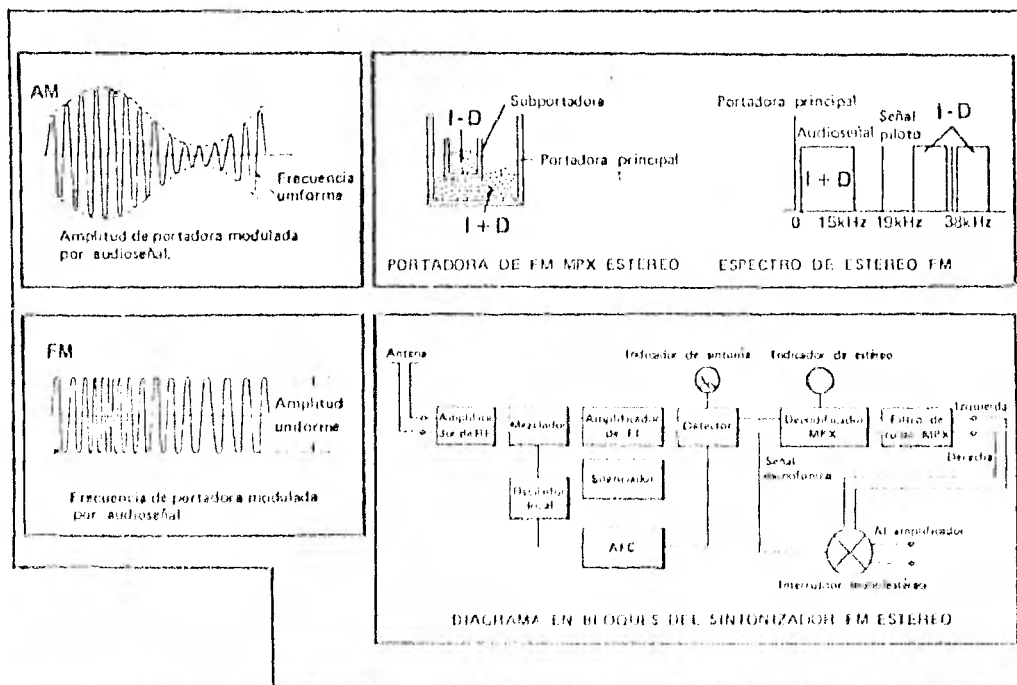 AM
Frecuencia
uniforme
Amplitud de portadora modulada
por audioseñal.
I-D
Subportadora
Portadora principal
I+D
PORTADORA DE FM MPX ESTEREO
Portadora principal
Señal
piloto
I-D
Audioseñal
I+D
0 15kHz 19kHz 38kHz
ESPECTRO DE ESTEREO FM
FM
Amplitud
uniforme
Frecuencia de portadora modulada
por audioseñal
Antena
Indicador de sintonía
Indicador de estéreo
Amplifica-
dor de RF
Mezclador
Amplificador
de FI
Detector
Decodificador
MPX
Filtro de
ruido MPX
Izquierda
Derecha
Silenciador
Señal
Oscilador
local
AFC
Al amplificador
Interruptor
DIAGRAMA EN BLOQUES DEL SINTONIZADOR FM ESTEREO